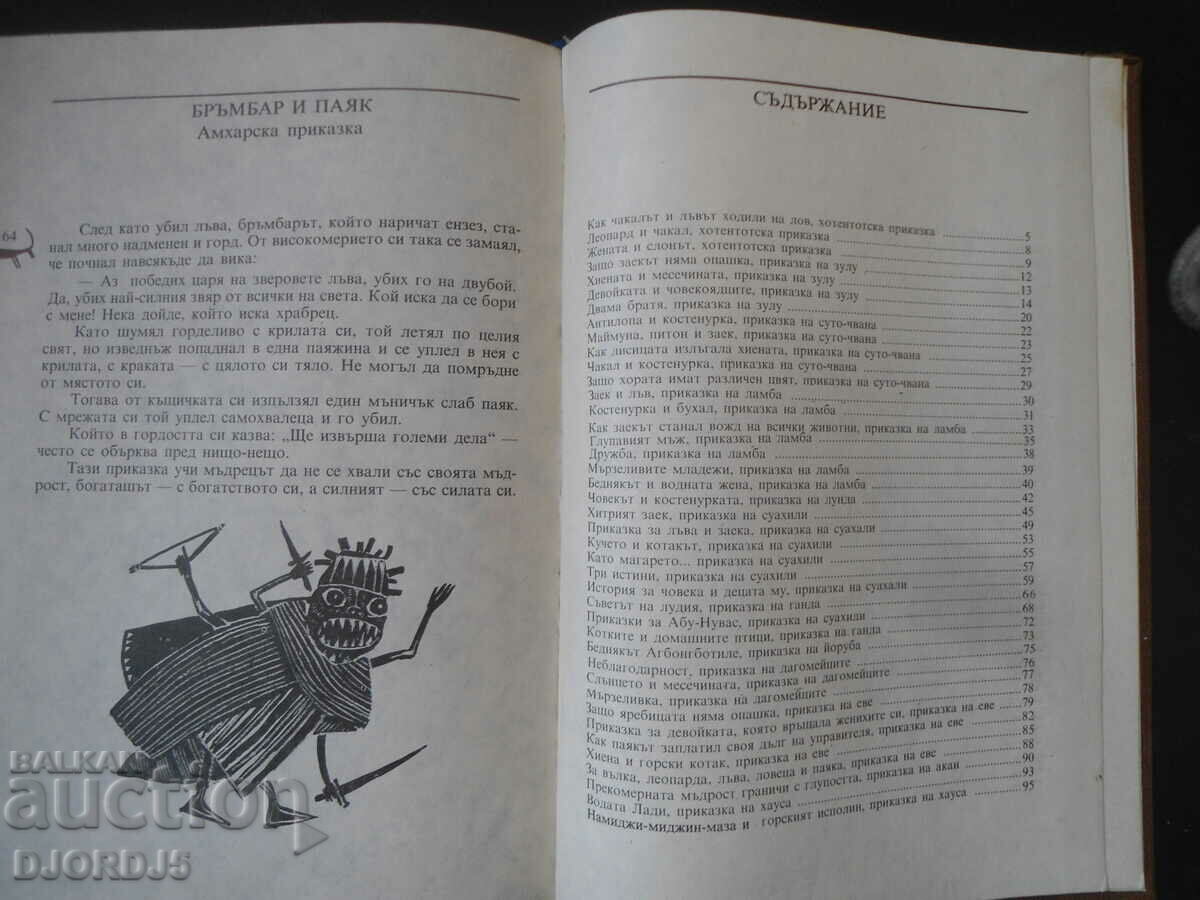 БРЪМБАР И ПАЯК
Амхарска приказка
64
След като убил лъва, бръмбарът, който наричат ензез, ста-
нал много надменен и горд. От високомерието си така се замаял,
че почнал навсякъде да вика:
— Аз победих царя на зверовете лъва, убих го на двубой.
Да, убих най-силния звяр от всички на света. Кой иска да се бори
с мене! Нека дойде, който иска храбрец.
Като шумял горделиво с крилата си, той летял по целия
свят, но изведнъж попаднал в една паяжина и се уплел в нея с
крилата, с краката — с цялото си тяло. Не могъл да помръдне
от мястото си.
Тогава от къщичката си изпълзял един мъничък слаб паяк.
С мрежата си той уплел самохвалеца и го убил.
Който в гордостта си казва: „Ще извърша големи дела“ —
често се обърква пред нищо-нещо.
Тази приказка учи мъдрецът да не се хвали със своята мъд-
рост, богаташът — с богатството си, а силният — със силата си.
СЪДЪРЖАНИЕ
Как чакалът и лъвът ходили на лов, хотентотска приказка 5
Леопард и чакал, хотентотска приказка 8
Жената и слонът, хотентотска приказка 9
Защо заекът няма опашка, приказка на зулу 12
Хиената и месечината, приказка на зулу 13
Девойката и човекоядците, приказка на зулу 14
Двама братя, приказка на зулу 20
Антилопа и костенурка, приказка на суто-чвана 22
Маймуна, питон и заек, приказка на суто-чвана 23
Как лисицата излъгала хиената, приказка на суто-чвана 25
Чакал и костенурка, приказка на суто-чвана 27
Защо хората имат различен цвят, приказка на суто-чвана 29
Заек и лъв, приказка на ламба 30
Костенурка и бухал, приказка на ламба 31
Как заекът станал вожд на всички животни, приказка на ламба 33
Глупавият мъж, приказка на ламба 35
Дружба, приказка на ламба 38
Мързеливите младежи, приказка на ламба 39
Беднякът и водната жена, приказка на ламба 40
Човекът и костенурката, приказка на лунда 42
Хитрият заек, приказка на суахили 45
Приказка за лъва и заека, приказка на суахали 49
Кучето и котакът, приказка на суахили 53
Като магарето... приказка на суахили 55
Три истини, приказка на суахили 57
История за човека и децата му, приказка на суахали 59
Съветът на лудия, приказка на ганда 66
Приказки за Абу-Нувас, приказка на суахили 68
Котките и домашните птици, приказка на ганда 72
Беднякът Агбонгботиле, приказка на йоруба 73
Неблагодарност, приказка на дагомейците 75
Слънцето и месечината, приказка на дагомейците 76
Мързеливка, приказка на дагомейците 77
Защо яребицата няма опашка, приказка на еве 78
Приказка за девойката, която връщала женихите си, приказка на еве 79
Как паякът заплатил своя дълг на управителя, приказка на еве 82
Хиена и горски котак, приказка на еве 85
За вълка, леопарда, лъва, ловеца и паяка, приказка на еве 88
Прекомерната мъдрост граничи с глупостта, приказка на акан 90
Водата Лади, приказка на хауса 93
Намиджи-миджин-маза и горският исполин, приказка на хауса 95
БАЛКАН
auction
DJORDJ5